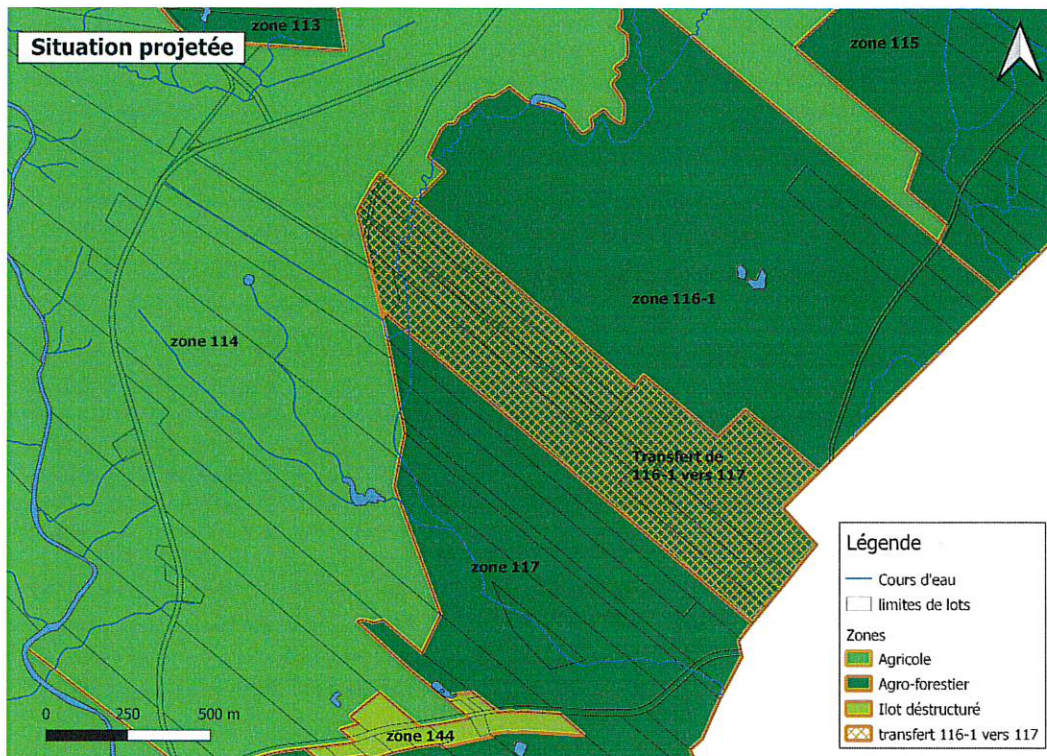 zone 113
Situation projetée
zone 115
zone 116-1
zone 114
Transfert de
116-1 vers 117
zone 117
zone 144
0 250 500 m
Légende
Cours d'eau
limites de lots
Zones
Agricole
Agro-forestier
Ilot déstructuré
transfert 116-1 vers 117